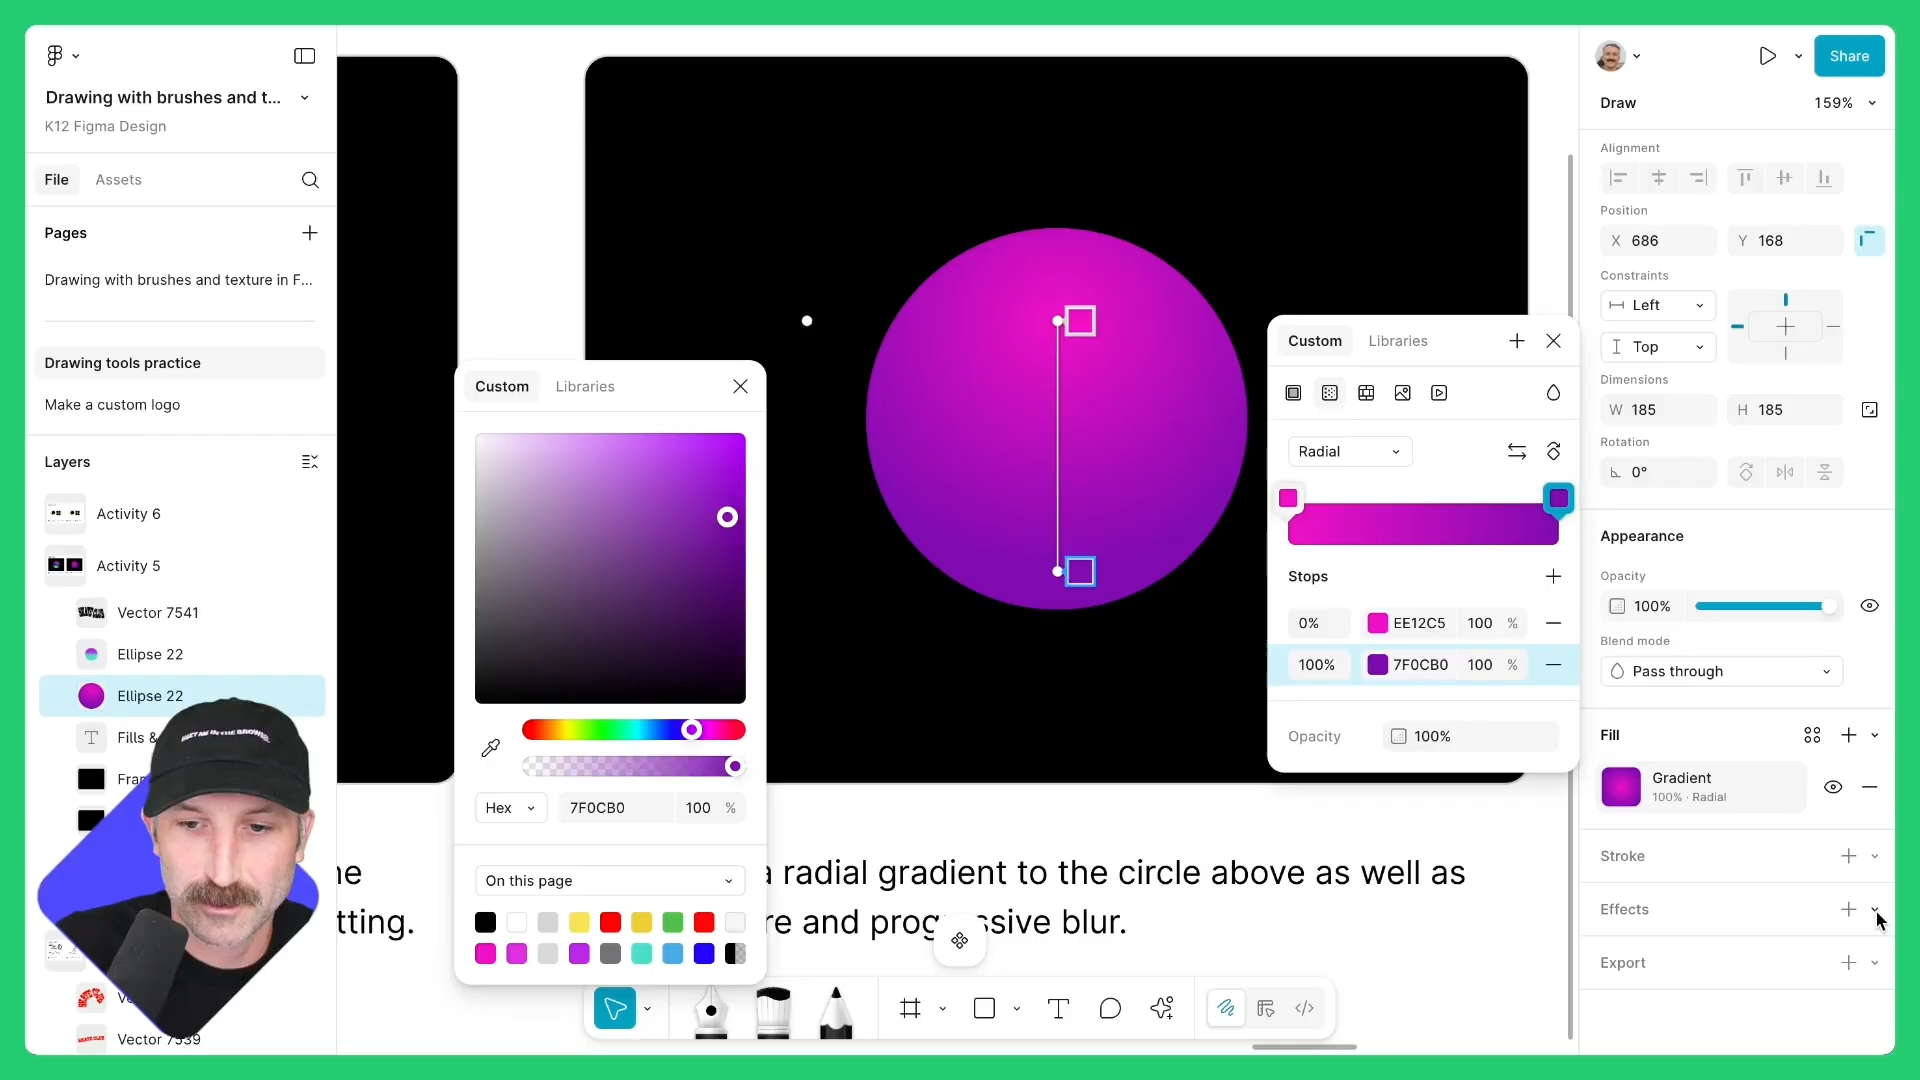 Drawing with brushes and t...
K12 Figma Design
File
Assets
Pages
Drawing with brushes and texture in F...
Drawing tools practice
Make a custom logo
Layers
Activity 6
Activity 5
Vector 7541
Ellipse 22
Ellipse 22
Fills &
Fra
Vector 7539
Custom
Libraries
Hex
7F0CB0
100
%
On this page
a radial gradient to the circle above as well as
re and progressive blur.
tting.
Custom
Libraries
Radial
Stops
0%
EE12C5
100
%
100%
7F0CB0
100
%
Opacity
100%
Share
Draw
159%
Alignment
Position
X 686
Y 168
Constraints
Left
Top
Dimensions
W 185
H 185
Rotation
0°
Appearance
Opacity
100%
Blend mode
Pass through
Fill
Gradient
100% · Radial
Stroke
Effects
Export